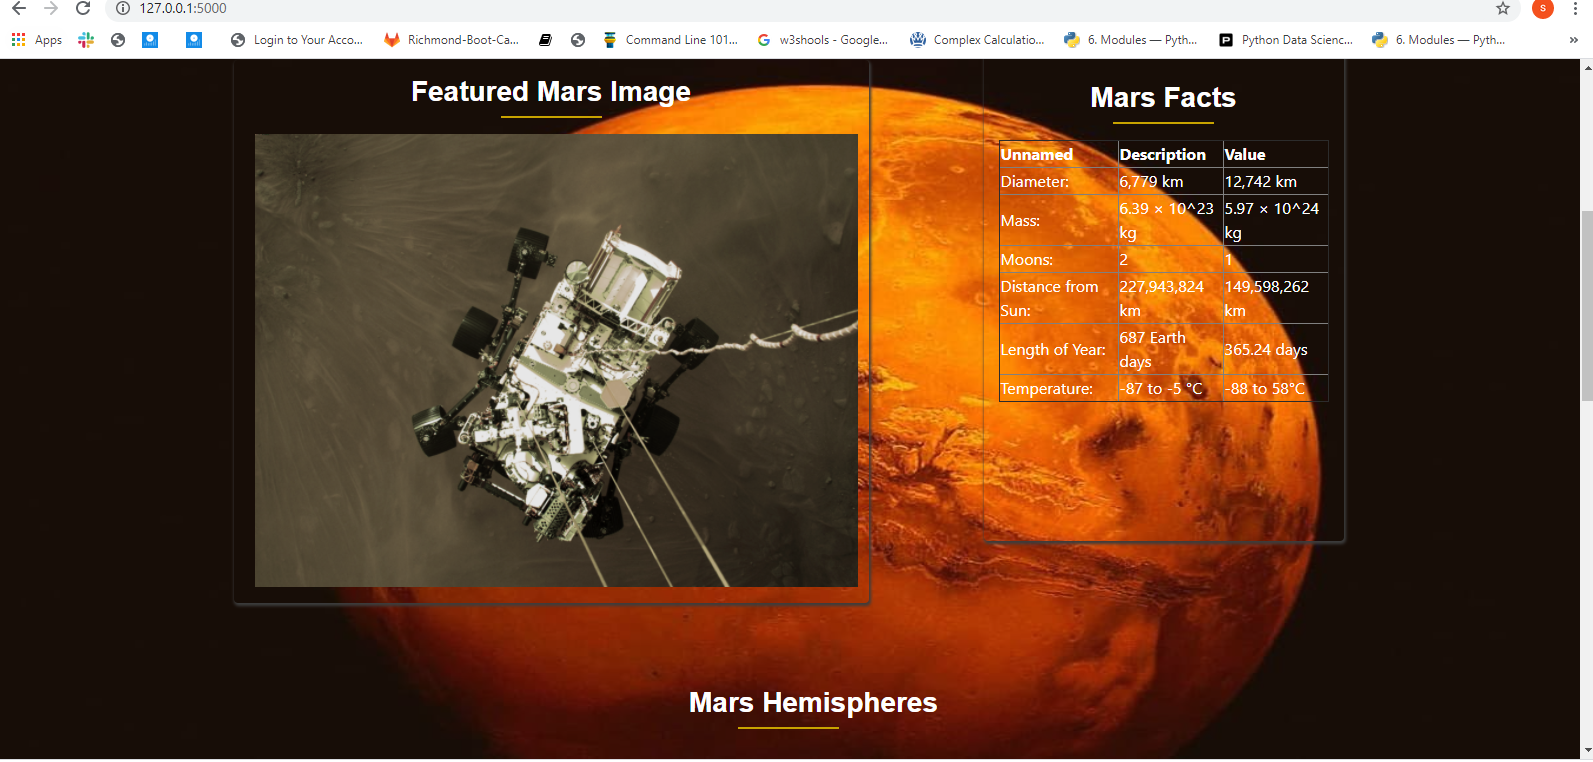 127.0.0.1:5000
s
Apps
Login to Your Acco...
Richmond-Boot-Ca...
Command Line 101...
w3shools - Google...
Complex Calculatio...
6. Modules — Pyth...
Python Data Scienc...
6. Modules — Pyth...
»
Featured Mars Image
Mars Facts
Unnamed Description Value
Diameter: 6,779 km 12,742 km
Mass: 6.39 × 10^23 kg 5.97 × 10^24 kg
Moons: 2 1
Distance from Sun: 227,943,824 km 149,598,262 km
Length of Year: 687 Earth days 365.24 days
Temperature: -87 to -5 °C -88 to 58°C
Mars Hemispheres